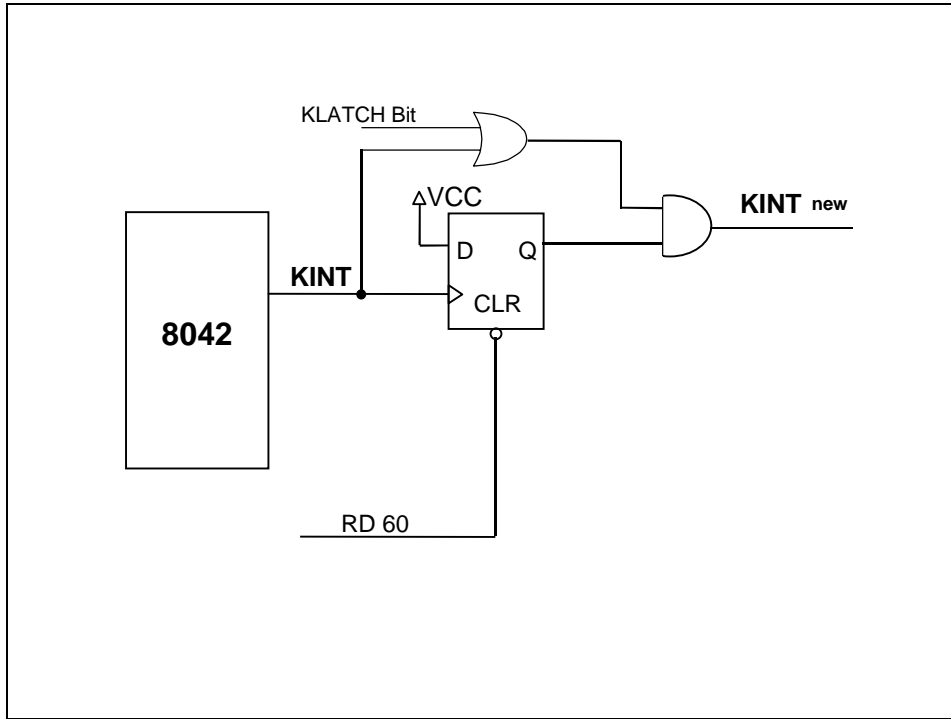 KLATCH Bit
VCC
KINT new
D Q
KINT
CLR
8042
RD 60